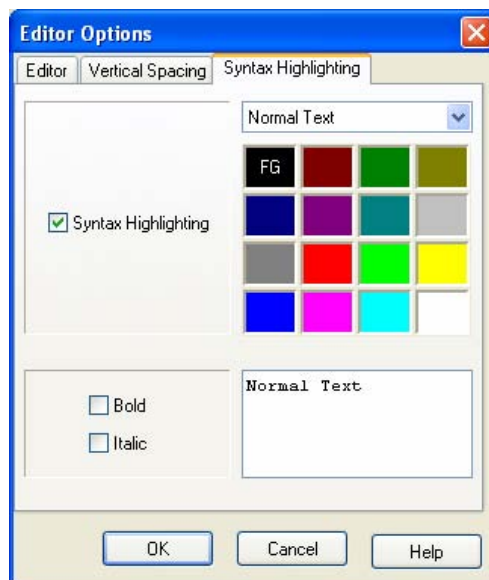 Editor Options
Editor Vertical Spacing Syntax Highlighting
Normal Text
FG
Syntax Highlighting
Bold
Italic
Normal Text
OK Cancel Help